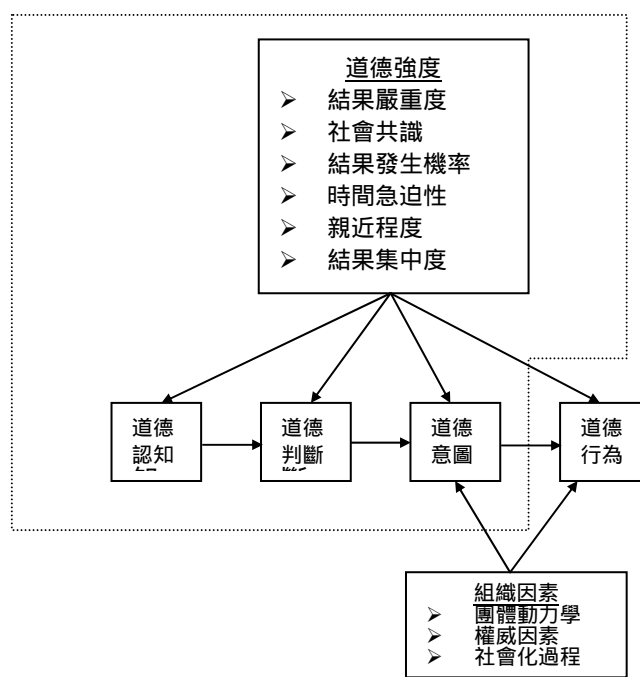 道德強度
➢ 結果嚴重度
➢ 社會共識
➢ 結果發生機率
➢ 時間急迫性
➢ 親近程度
➢ 結果集中度
道德
認知
道德
判斷
道德
意圖
道德
行為
組織因素
➢ 團體動力學
➢ 權威因素
➢ 社會化過程